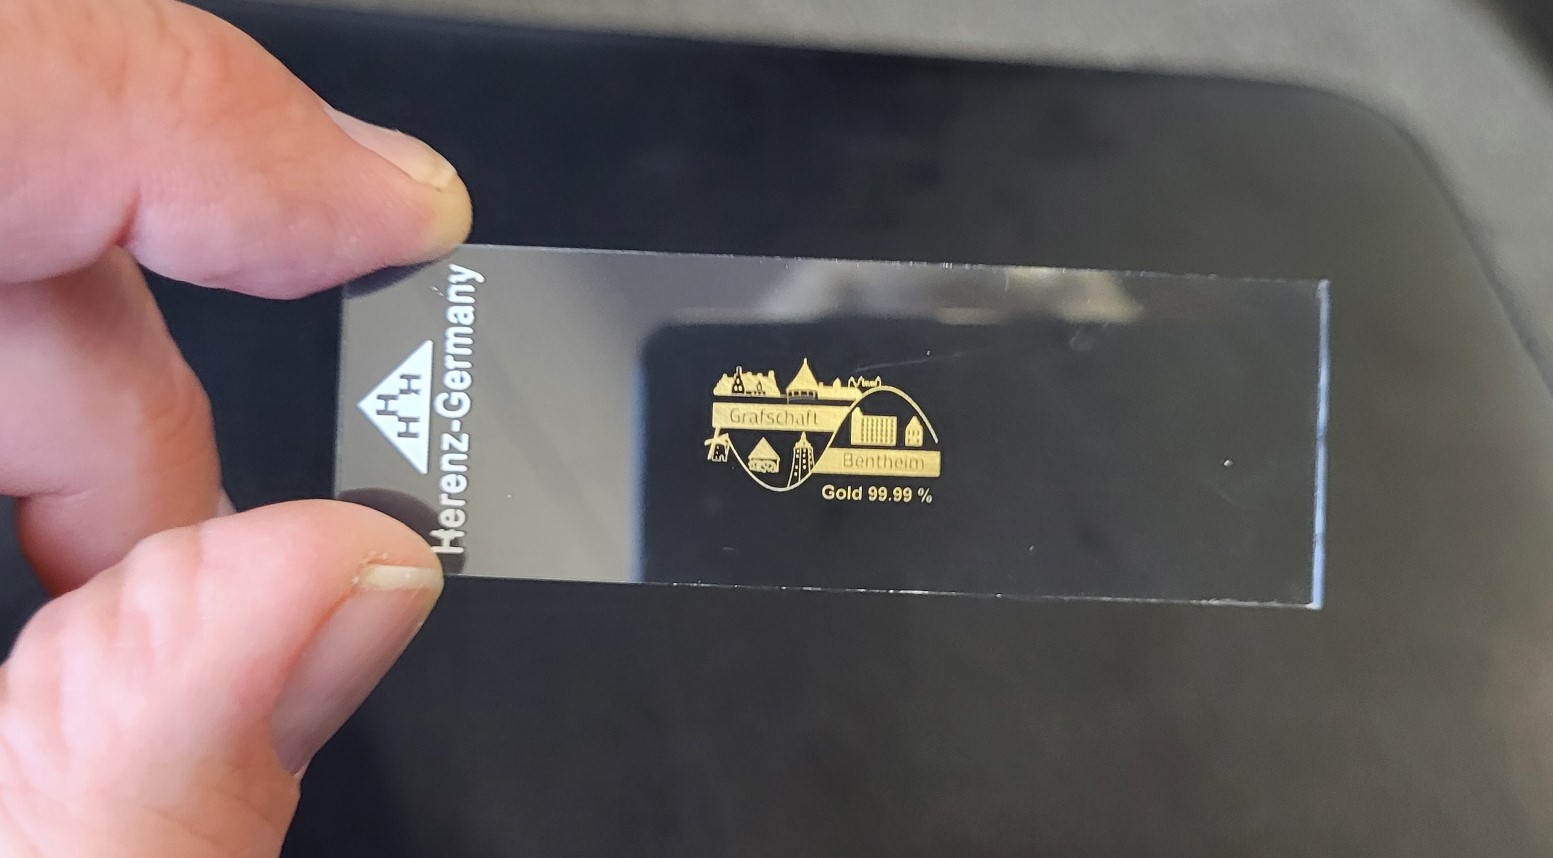 H
H H
Herenz-Germany
Grafschaft
Bentheim
Gold 99.99 %